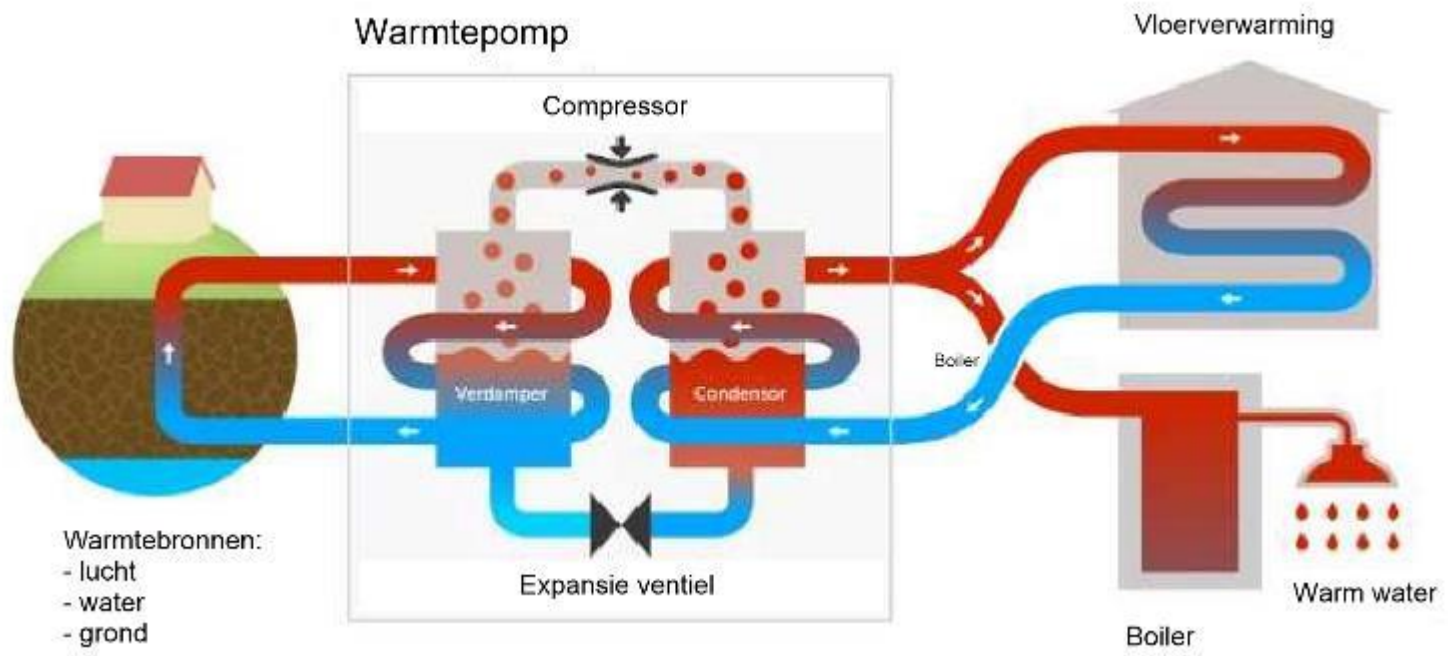 Warmtepomp
Vloerverwarming
Compressor
Verdamper
Condensor
Boiler
Expansie ventiel
Warmtebronnen:
- lucht
- water
- grond
Warm water
Boiler